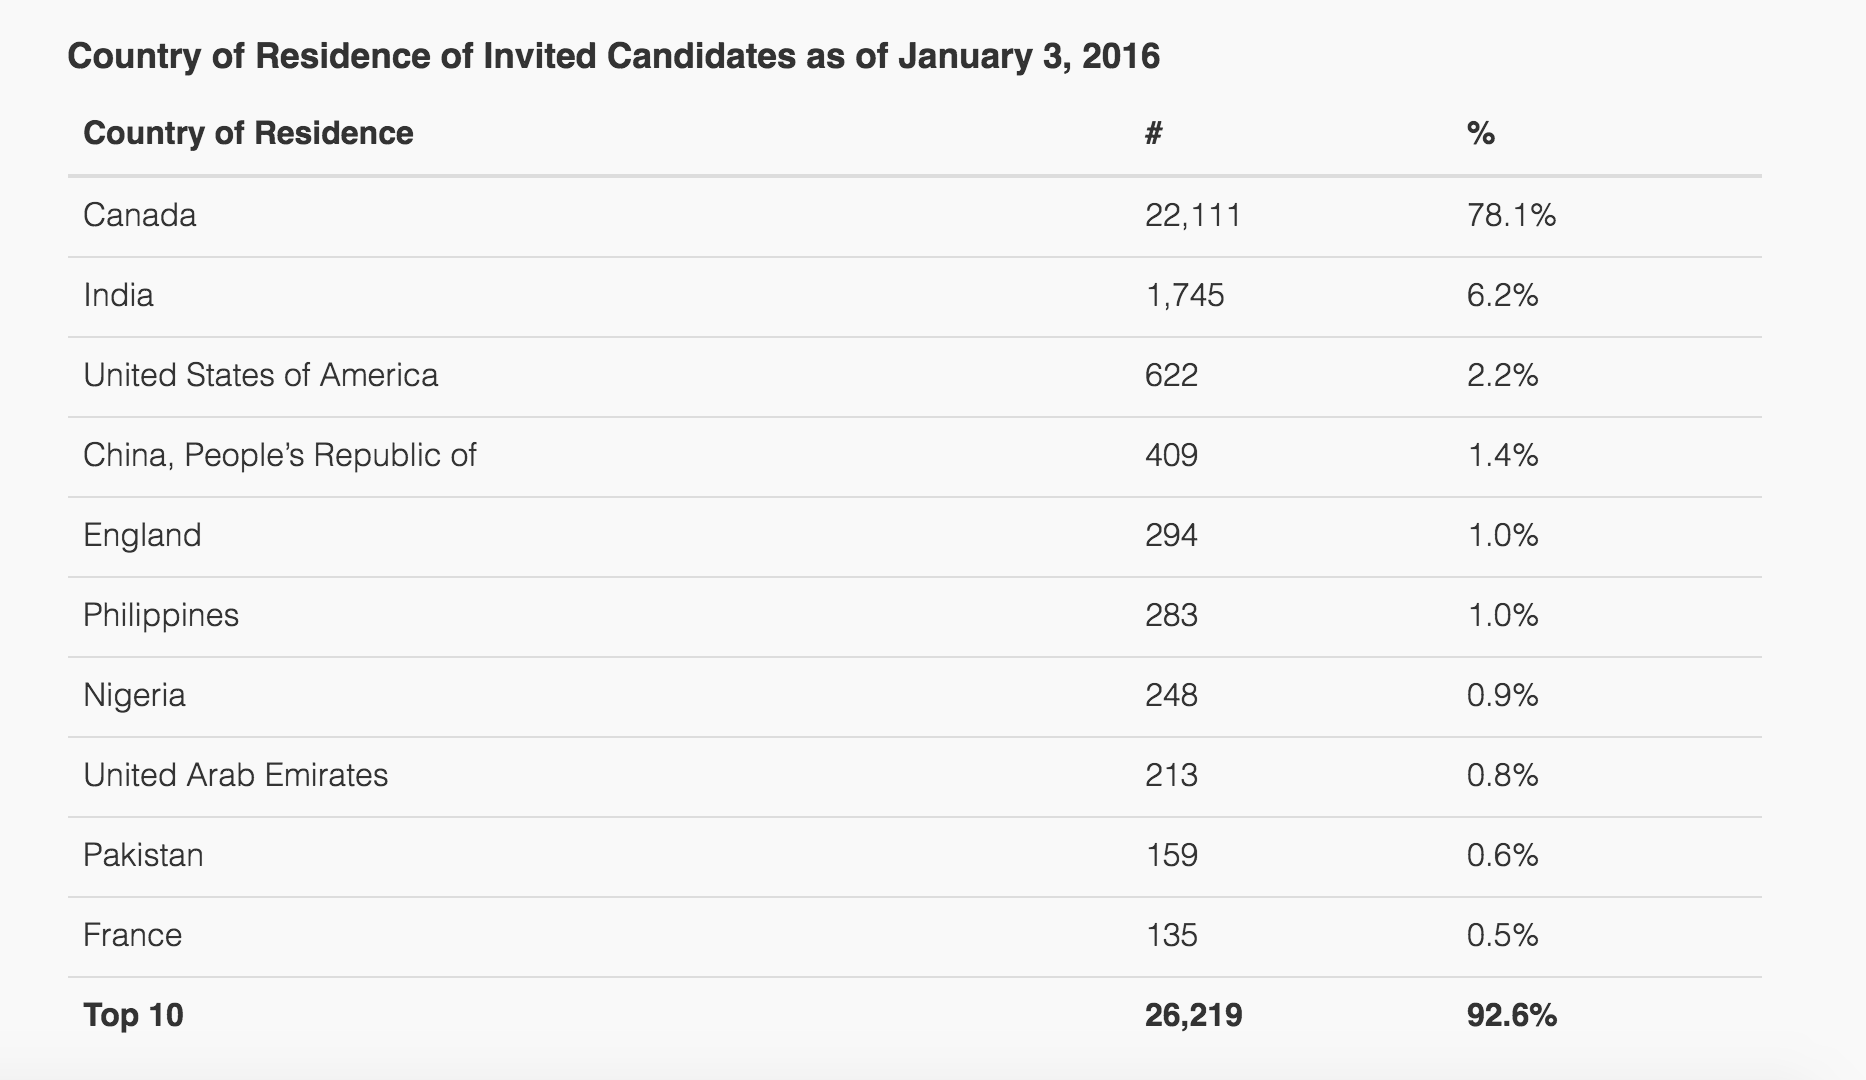 Country of Residence of Invited Candidates as of January 3, 2016
Country of Residence # %
Canada 22,111 78.1%
India 1,745 6.2%
United States of America 622 2.2%
China, People’s Republic of 409 1.4%
England 294 1.0%
Philippines 283 1.0%
Nigeria 248 0.9%
United Arab Emirates 213 0.8%
Pakistan 159 0.6%
France 135 0.5%
Top 10 26,219 92.6%